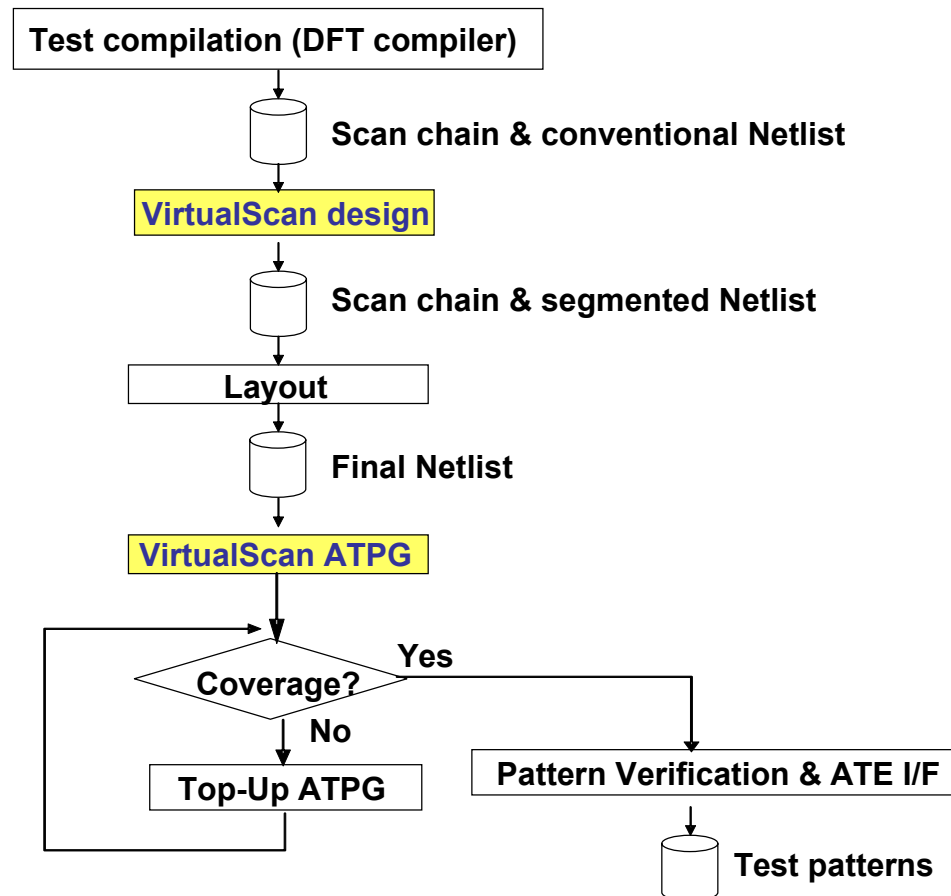 Test compilation (DFT compiler)
Scan chain & conventional Netlist
VirtualScan design
Scan chain & segmented Netlist
Layout
Final Netlist
VirtualScan ATPG
Coverage?
Yes
No
Top-Up ATPG
Pattern Verification & ATE I/F
Test patterns